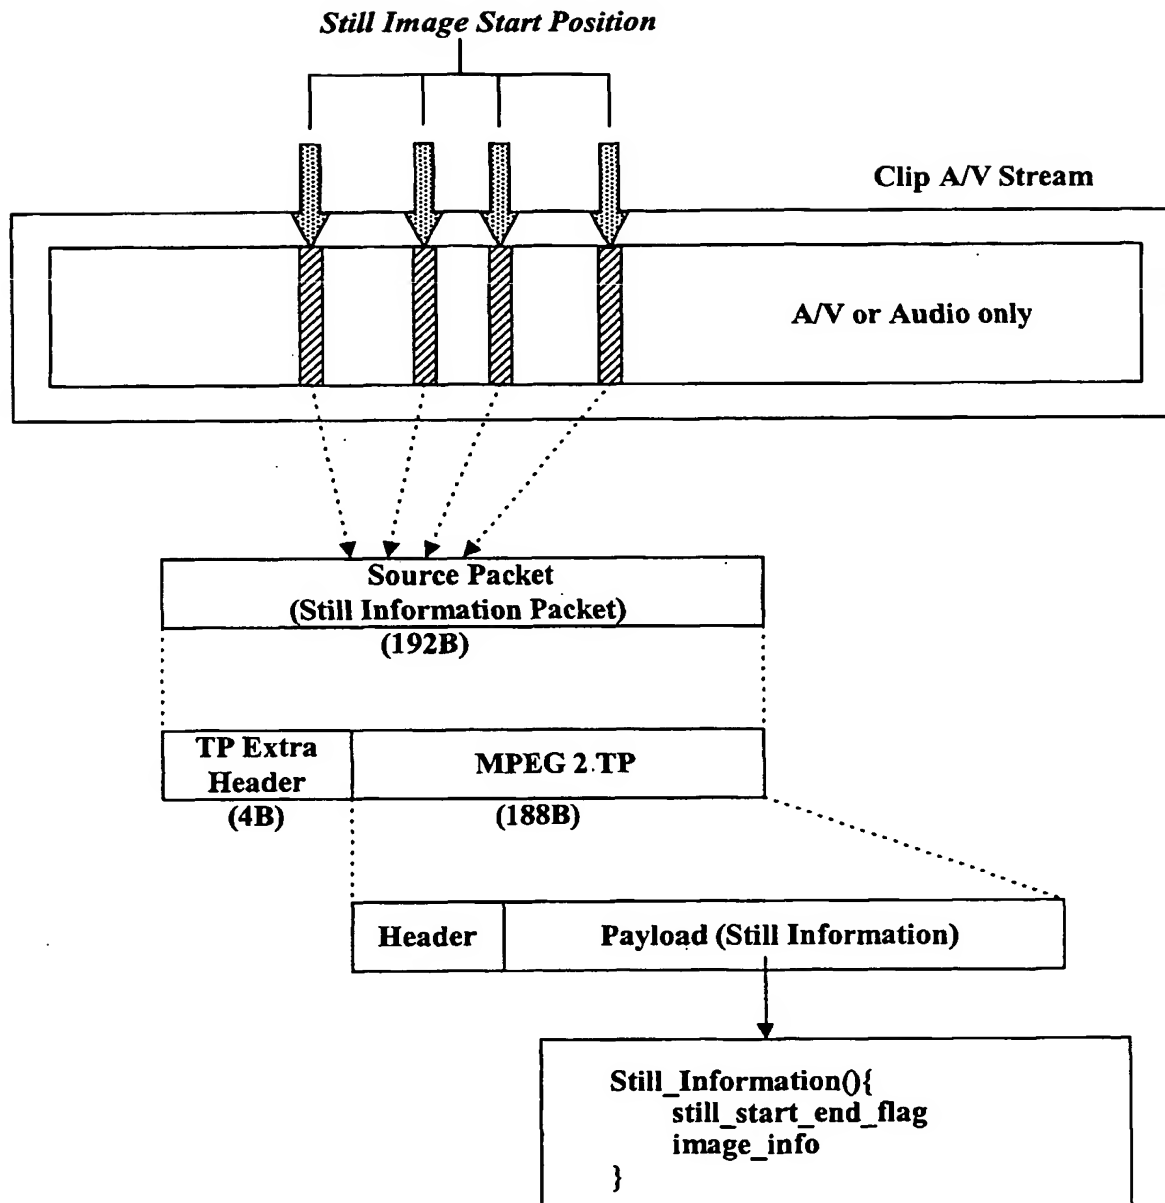 Still Image Start Position
Clip A/V Stream
A/V or Audio only
Source Packet
(Still Information Packet)
(192B)
TP Extra
Header
MPEG 2.TP
(4B)
(188B)
Header
Payload (Still Information)
Still_Information(){
still_start_end_flag
image_info
}